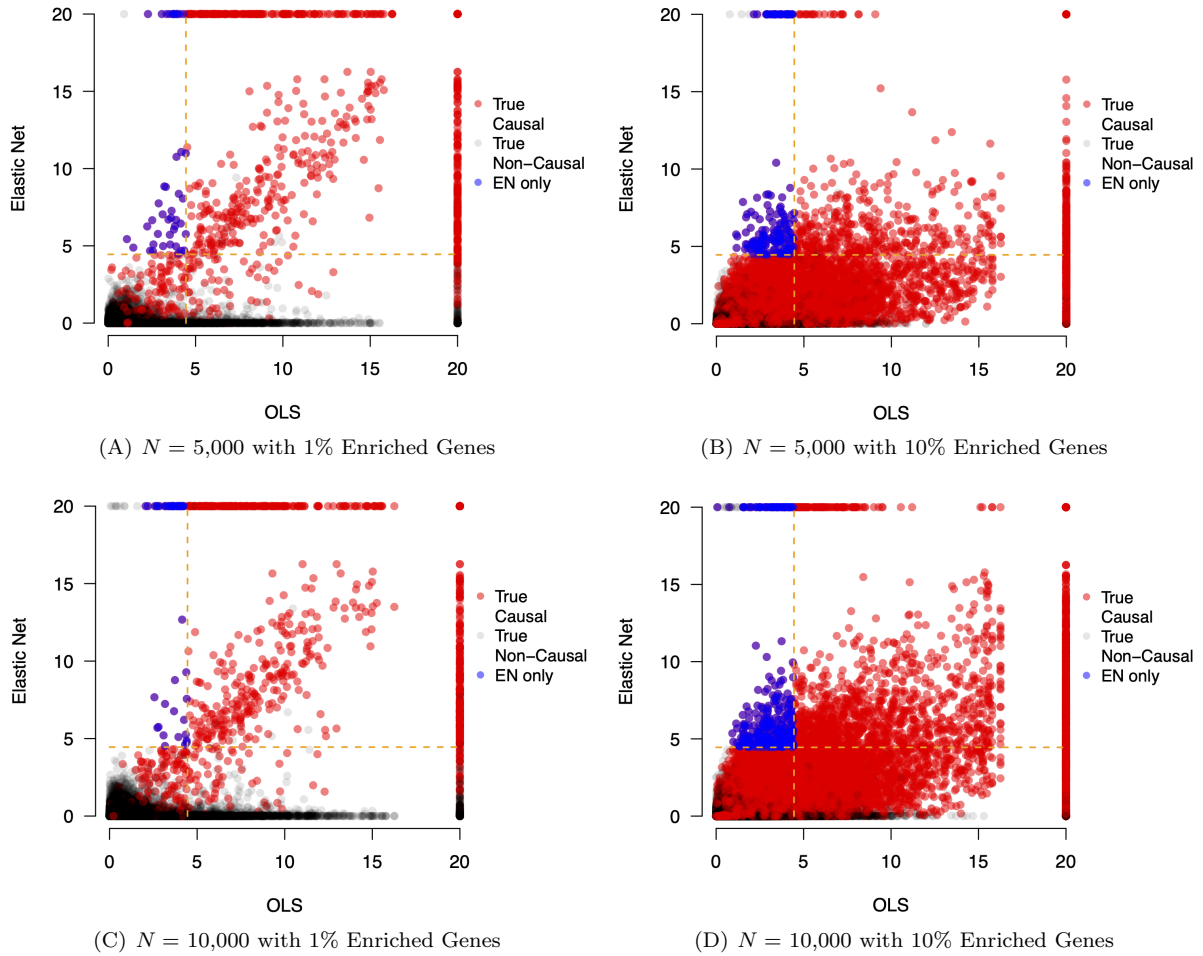 Elastic Net
20
15
10
5
0
0 5 10 15 20
OLS
True
Causal
True
Non−Causal
EN only
(A) N = 5,000 with 1% Enriched Genes
Elastic Net
20
15
10
5
0
0 5 10 15 20
OLS
True
Causal
True
Non−Causal
EN only
(B) N = 5,000 with 10% Enriched Genes
Elastic Net
20
15
10
5
0
0 5 10 15 20
OLS
True
Causal
True
Non−Causal
EN only
(C) N = 10,000 with 1% Enriched Genes
Elastic Net
20
15
10
5
0
0 5 10 15 20
OLS
True
Causal
True
Non−Causal
EN only
(D) N = 10,000 with 10% Enriched Genes